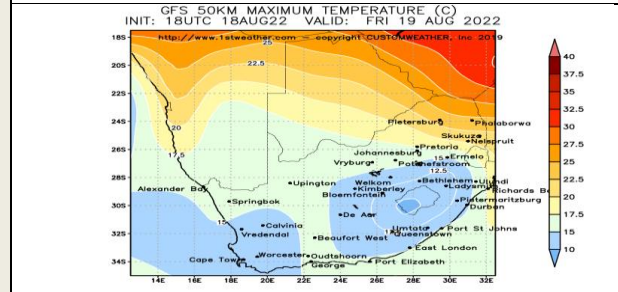 GFS 50KM MAXIMUM TEMPERATURE (C)
INIT: 18UTC 18AUG22 VALID: FRI 19 AUG 2022
http://www.1stweather.com copyright CUSTOMWEATHER, Inc 2019
18S
20S
22S
24S
26S
28S
30S
32S
34S
25
22.5
20
17.5
15
15
12.5
Pietersburg
Phalaborwa
Skukuza
Nelspruit
Pretoria
Johannesburg
Ermelo
Vryburg
Potchefstroom
Welkom
Bethlehem
Ulundi
Alexander Bay
Upington
Kimberley
Ladysmith
Richards Ba
Bloemfontein
Springbok
Pietermaritzburg
Durban
De Aar
Calvinia
Vredendal
Umtata
Port St Johns
Queenstown
Beaufort West
East London
Cape Town
Worcester
Oudtshoorn
George
Port Elizabeth
14E 16E 18E 20E 22E 24E 26E 28E 30E 32E
40
37.5
35
32.5
30
27.5
25
22.5
20
17.5
15
10